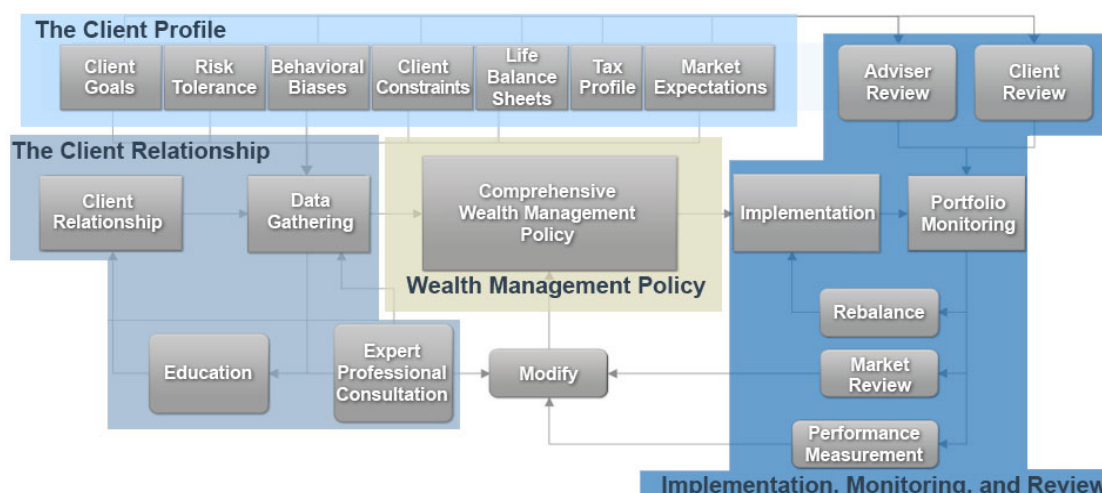 The Client Profile
Client
Goals
Risk
Tolerance
Behavioral
Biases
Client
Constraints
Life
Balance
Sheets
Tax
Profile
Market
Expectations
Adviser
Review
Client
Review
The Client Relationship
Client
Relationship
Data
Gathering
Comprehensive
Wealth Management
Policy
Wealth Management Policy
Implementation
Portfolio
Monitoring
Rebalance
Education
Expert
Professional
Consultation
Modify
Market
Review
Performance
Measurement
Implementation, Monitoring, and Review